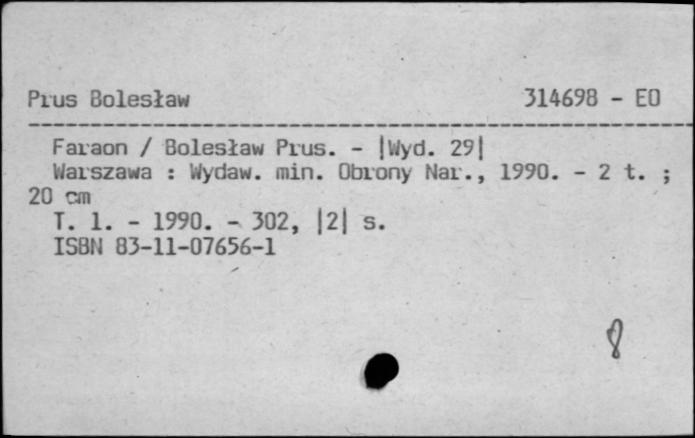 Prus Bolesław 314698 - EO
Faraon / Bolesław Prus. - |Wyd. 29|
Warszawa : Wydaw. min. Obrony Nar., 1990. - 2 t. ;
20 cm
T. 1. - 1990. - 302, |2| s.
ISBN 83-11-07656-1